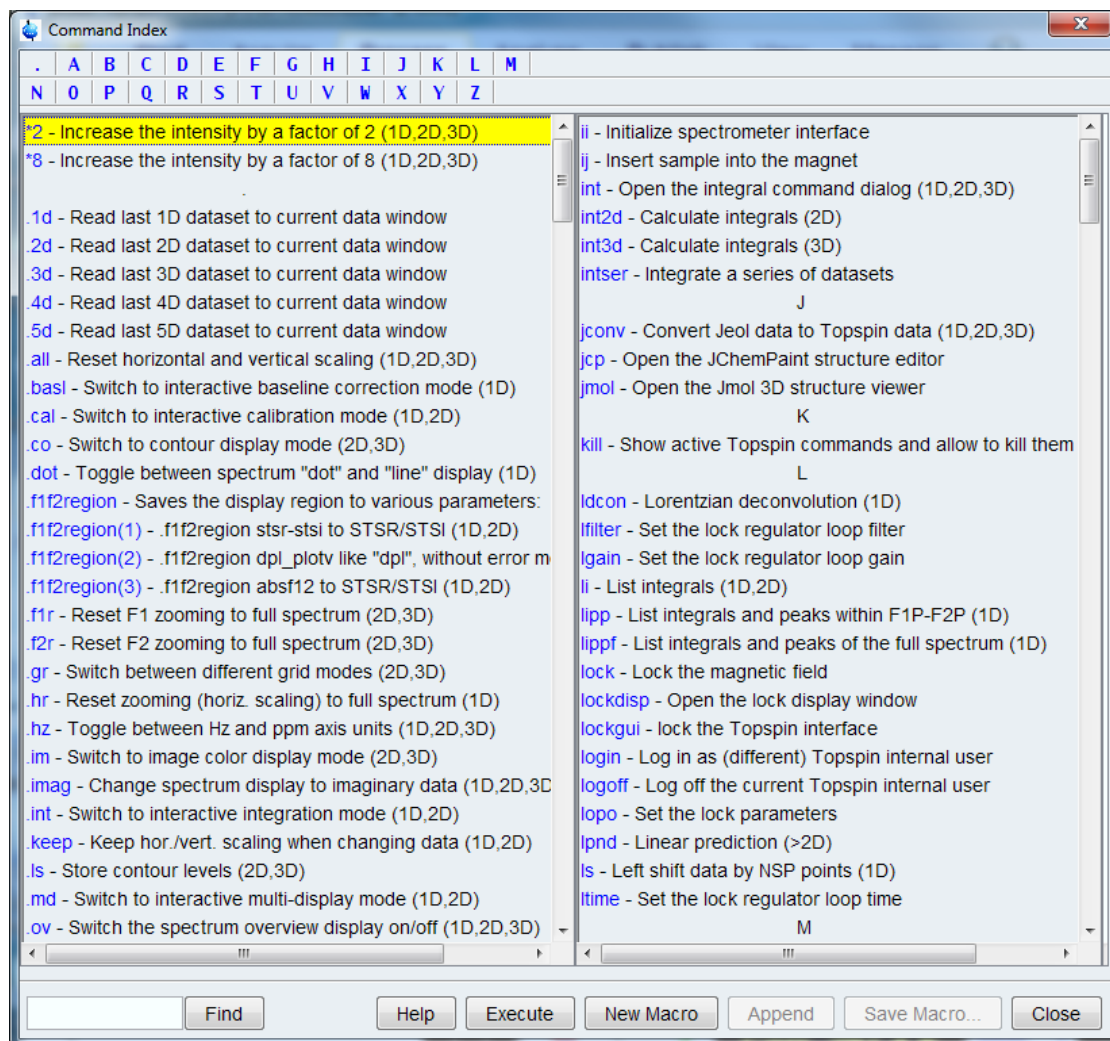 Command Index
. A B C D E F G H I J K L M
N O P Q R S T U V W X Y Z
*2 - Increase the intensity by a factor of 2 (1D,2D,3D)
*8 - Increase the intensity by a factor of 8 (1D,2D,3D)
.
.1d - Read last 1D dataset to current data window
.2d - Read last 2D dataset to current data window
.3d - Read last 3D dataset to current data window
.4d - Read last 4D dataset to current data window
.5d - Read last 5D dataset to current data window
.all - Reset horizontal and vertical scaling (1D,2D,3D)
.basl - Switch to interactive baseline correction mode (1D)
.cal - Switch to interactive calibration mode (1D,2D)
.co - Switch to contour display mode (2D,3D)
.dot - Toggle between spectrum "dot" and "line" display (1D)
.f1f2region - Saves the display region to various parameters:
.f1f2region(1) - .f1f2region stsr-stsi to STSR/STSI (1D,2D)
.f1f2region(2) - .f1f2region dpl_plotv like "dpl", without error m
.f1f2region(3) - .f1f2region absf12 to STSR/STSI (1D,2D)
.f1r - Reset F1 zooming to full spectrum (2D,3D)
.f2r - Reset F2 zooming to full spectrum (2D,3D)
.gr - Switch between different grid modes (2D,3D)
.hr - Reset zooming (horiz. scaling) to full spectrum (1D)
.hz - Toggle between Hz and ppm axis units (1D,2D,3D)
.im - Switch to image color display mode (2D,3D)
.imag - Change spectrum display to imaginary data (1D,2D,3D
.int - Switch to interactive integration mode (1D,2D)
.keep - Keep hor./vert. scaling when changing data (1D,2D)
.ls - Store contour levels (2D,3D)
.md - Switch to interactive multi-display mode (1D,2D)
.ov - Switch the spectrum overview display on/off (1D,2D,3D)
ii - Initialize spectrometer interface
ij - Insert sample into the magnet
int - Open the integral command dialog (1D,2D,3D)
int2d - Calculate integrals (2D)
int3d - Calculate integrals (3D)
intser - Integrate a series of datasets
J
jconv - Convert Jeol data to Topspin data (1D,2D,3D)
jcp - Open the JChemPaint structure editor
jmol - Open the Jmol 3D structure viewer
K
kill - Show active Topspin commands and allow to kill them
L
ldcon - Lorentzian deconvolution (1D)
lfilter - Set the lock regulator loop filter
lgain - Set the lock regulator loop gain
li - List integrals (1D,2D)
lipp - List integrals and peaks within F1P-F2P (1D)
lippf - List integrals and peaks of the full spectrum (1D)
lock - Lock the magnetic field
lockdisp - Open the lock display window
lockgui - lock the Topspin interface
login - Log in as (different) Topspin internal user
logoff - Log off the current Topspin internal user
lopo - Set the lock parameters
lpnd - Linear prediction (>2D)
ls - Left shift data by NSP points (1D)
ltime - Set the lock regulator loop time
M
Find Help Execute New Macro Append Save Macro... Close